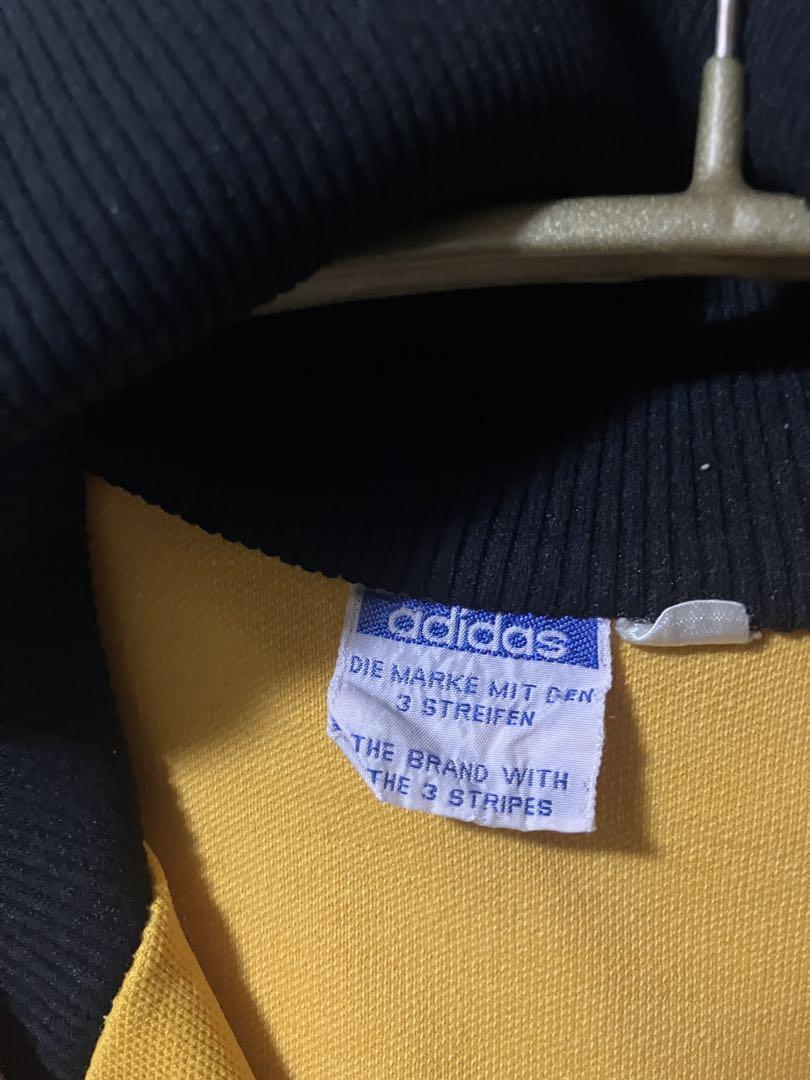 adidas
DIE MARKE MIT DEN
3 STREIFEN
THE BRAND WITH
THE 3 STRIPES